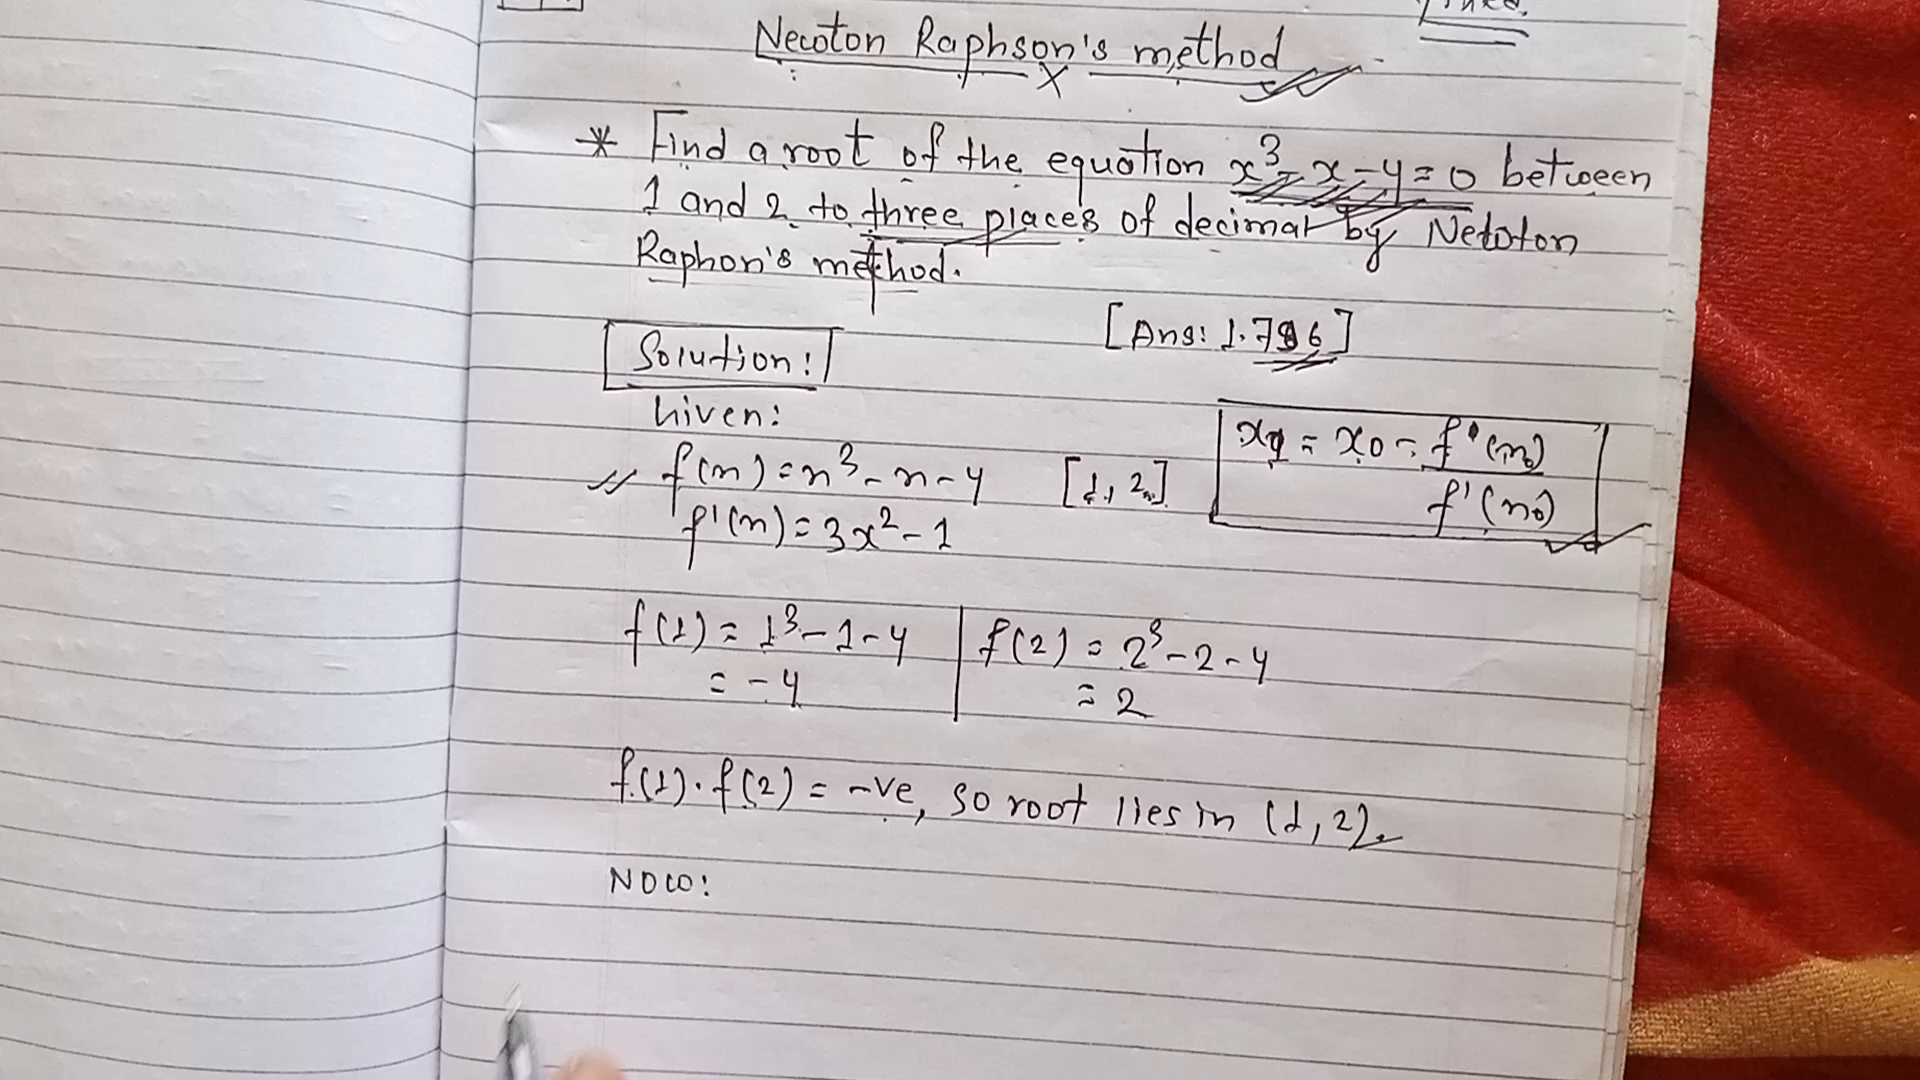 Newton Raphson's method
x
* Find a root of the equation x³-x-4=0 between
1 and 2 to three places of decimal by Newton
Raphon's method.
[Ans: 1.796]
Solution:
Given:
f(x)=x³-x-4 [1, 2] x1 = x0 - f(x0)/f'(x0)
f'(x)=3x²-1
f(1) = 1³-1-4 | f(2) = 2³-2-4
= -4 | = 2
f(1).f(2) = -ve, so root lies in (1,2).
Now: